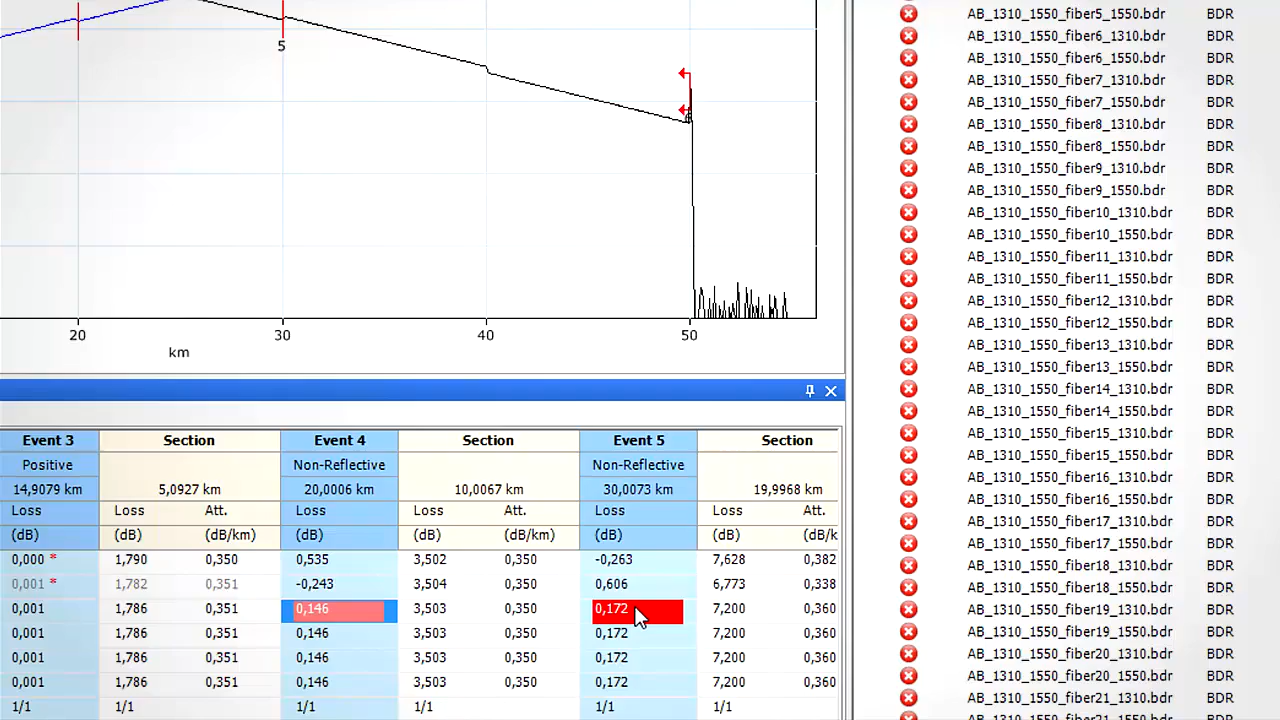 5
20 30 40 50
km
Event 3 Section Event 4 Section Event 5 Section
Positive Non-Reflective Non-Reflective
14,9079 km 5,0927 km 20,0006 km 10,0067 km 30,0073 km 19,9968 km
Loss Loss Att. Loss Loss Att. Loss Loss Att.
(dB) (dB) (dB/km) (dB) (dB) (dB/km) (dB) (dB) (dB/k
0,000 * 1,790 0,350 0,535 3,502 0,350 -0,263 7,628 0,382
0,001 * 1,782 0,351 -0,243 3,504 0,350 0,606 6,773 0,338
0,001 1,786 0,351 0,146 3,503 0,350 0,172 7,200 0,360
0,001 1,786 0,351 0,146 3,503 0,350 0,172 7,200 0,360
0,001 1,786 0,351 0,146 3,503 0,350 0,172 7,200 0,360
0,001 1,786 0,351 0,146 3,503 0,350 0,172 7,200 0,360
1/1 1/1 1/1 1/1 1/1 1/1
AB_1310_1550_fiber5_1550.bdr BDR
AB_1310_1550_fiber6_1310.bdr BDR
AB_1310_1550_fiber6_1550.bdr BDR
AB_1310_1550_fiber7_1310.bdr BDR
AB_1310_1550_fiber7_1550.bdr BDR
AB_1310_1550_fiber8_1310.bdr BDR
AB_1310_1550_fiber8_1550.bdr BDR
AB_1310_1550_fiber9_1310.bdr BDR
AB_1310_1550_fiber9_1550.bdr BDR
AB_1310_1550_fiber10_1310.bdr BDR
AB_1310_1550_fiber10_1550.bdr BDR
AB_1310_1550_fiber11_1310.bdr BDR
AB_1310_1550_fiber11_1550.bdr BDR
AB_1310_1550_fiber12_1310.bdr BDR
AB_1310_1550_fiber12_1550.bdr BDR
AB_1310_1550_fiber13_1310.bdr BDR
AB_1310_1550_fiber13_1550.bdr BDR
AB_1310_1550_fiber14_1310.bdr BDR
AB_1310_1550_fiber14_1550.bdr BDR
AB_1310_1550_fiber15_1310.bdr BDR
AB_1310_1550_fiber15_1550.bdr BDR
AB_1310_1550_fiber16_1310.bdr BDR
AB_1310_1550_fiber16_1550.bdr BDR
AB_1310_1550_fiber17_1310.bdr BDR
AB_1310_1550_fiber17_1550.bdr BDR
AB_1310_1550_fiber18_1310.bdr BDR
AB_1310_1550_fiber18_1550.bdr BDR
AB_1310_1550_fiber19_1310.bdr BDR
AB_1310_1550_fiber19_1550.bdr BDR
AB_1310_1550_fiber20_1310.bdr BDR
AB_1310_1550_fiber20_1550.bdr BDR
AB_1310_1550_fiber21_1310.bdr BDR